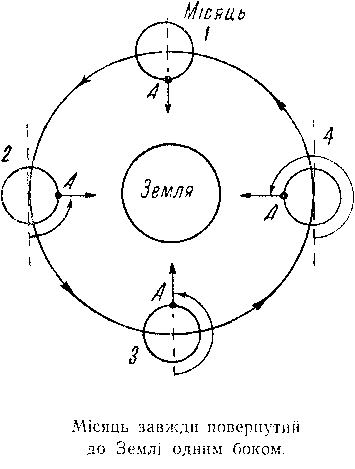 Місяць
1
А
2
А
Земля
А
4
А
3
Місяць завжди повернутий
до Землі одним боком.